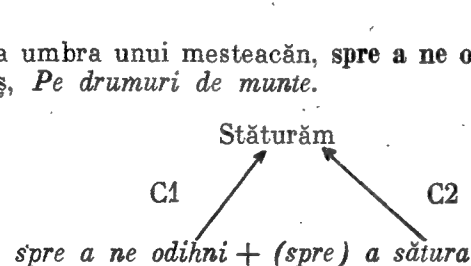 a umbra unui mesteacăn, spre a ne o
ș, Pe drumuri de munte.
Stăturăm
C1 C2
spre a ne odihni + (spre) a sătura